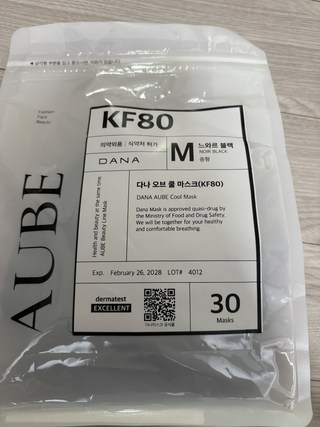 Fashion
Face
Beauty
AUBE
KF80
의약외품 | 식약처 허가
DANA
M
느와르 블랙
NOIR BLACK
중형
Health and beauty at the same time.
AUBE Beauty Line Mask
다나 오브 쿨 마스크(KF80)
DANA AUBE Cool Mask
Dana Mask is approved quasi-drug by
the Ministry of Food and Drug Safety.
We will be together for your healthy
and comfortable breathing.
Exp. February 26, 2028 LOT# 4012
dermatest
EXCELLENT
30
Masks